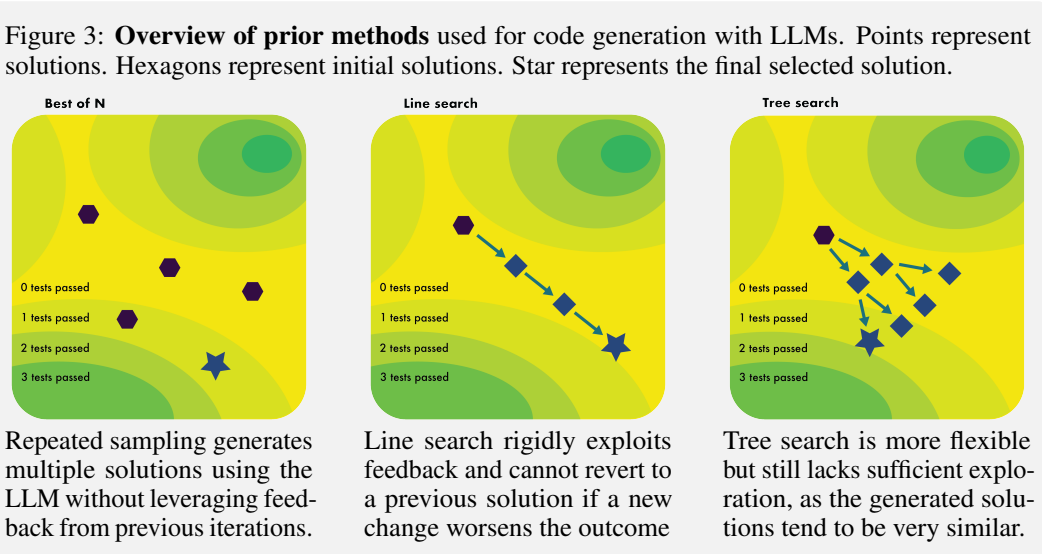 Figure 3: Overview of prior methods used for code generation with LLMs. Points represent
solutions. Hexagons represent initial solutions. Star represents the final selected solution.
Best of N
0 tests passed
1 tests passed
2 tests passed
3 tests passed
Repeated sampling generates
multiple solutions using the
LLM without leveraging feed-
back from previous iterations.
Line search
0 tests passed
1 tests passed
2 tests passed
3 tests passed
Line search rigidly exploits
feedback and cannot revert to
a previous solution if a new
change worsens the outcome
Tree search
0 tests passed
1 tests passed
2 tests passed
3 tests passed
Tree search is more flexible
but still lacks sufficient explo-
ration, as the generated solu-
tions tend to be very similar.